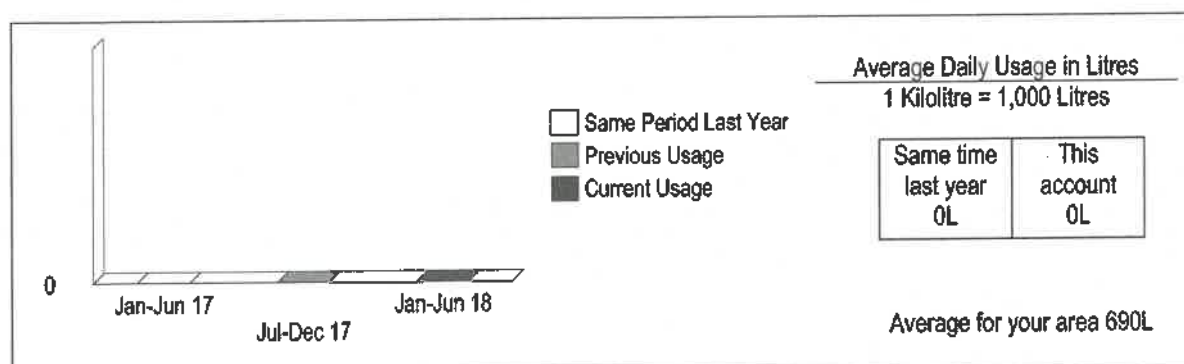 0
Jan-Jun 17
Jul-Dec 17
Jan-Jun 18
Same Period Last Year
Previous Usage
Current Usage
Average Daily Usage in Litres
1 Kilolitre = 1,000 Litres
Same time
last year
0L
This
account
0L
Average for your area 690L